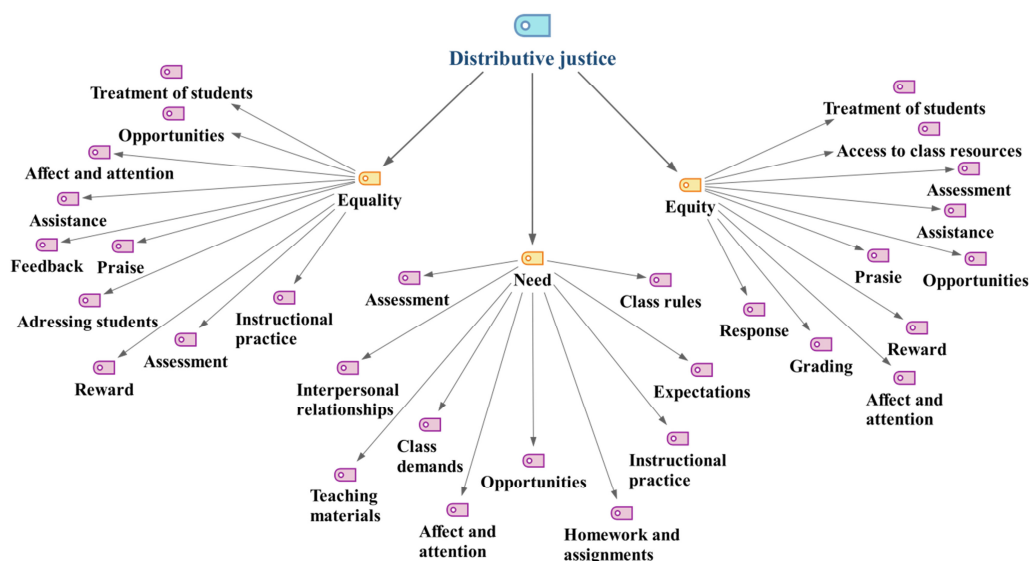 Distributive justice
Treatment of students
Opportunities
Affect and attention
Assistance
Feedback
Praise
Adressing students
Reward
Assessment
Instructional
practice
Equality
Need
Assessment
Class rules
Interpersonal
relationships
Class
demands
Teaching
materials
Affect and
attention
Opportunities
Homework and
assignments
Instructional
practice
Expectations
Equity
Treatment of students
Access to class resources
Assessment
Assistance
Opportunities
Prasie
Reward
Affect and
attention
Grading
Response